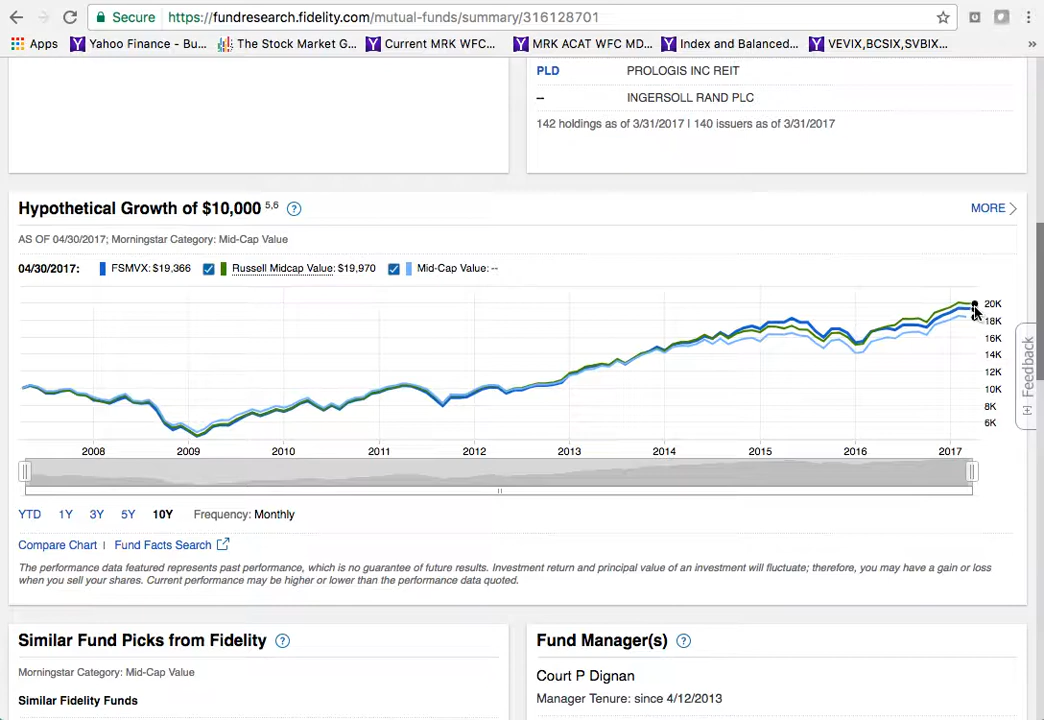 Secure https://fundresearch.fidelity.com/mutual-funds/summary/316128701
Apps Yahoo Finance - Bu... The Stock Market G... Current MRK WFC... MRK ACAT WFC MD... Index and Balanced... VEVIX,BCSIX,SVBIX... »
PLD PROLOGIS INC REIT
-- INGERSOLL RAND PLC
142 holdings as of 3/31/2017 | 140 issuers as of 3/31/2017
Hypothetical Growth of $10,000 5,6 ? MORE
AS OF 04/30/2017; Morningstar Category: Mid-Cap Value
04/30/2017: FSMVX: $19,366 Russell Midcap Value: $19,970 Mid-Cap Value: --
20K
18K
16K
14K
12K
10K
8K
6K
2008 2009 2010 2011 2012 2013 2014 2015 2016 2017
YTD 1Y 3Y 5Y 10Y Frequency: Monthly
Compare Chart | Fund Facts Search
The performance data featured represents past performance, which is no guarantee of future results. Investment return and principal value of an investment will fluctuate; therefore, you may have a gain or loss
when you sell your shares. Current performance may be higher or lower than the performance data quoted.
Similar Fund Picks from Fidelity ?
Morningstar Category: Mid-Cap Value
Similar Fidelity Funds
Fund Manager(s) ?
Court P Dignan
Manager Tenure: since 4/12/2013
[+] Feedback